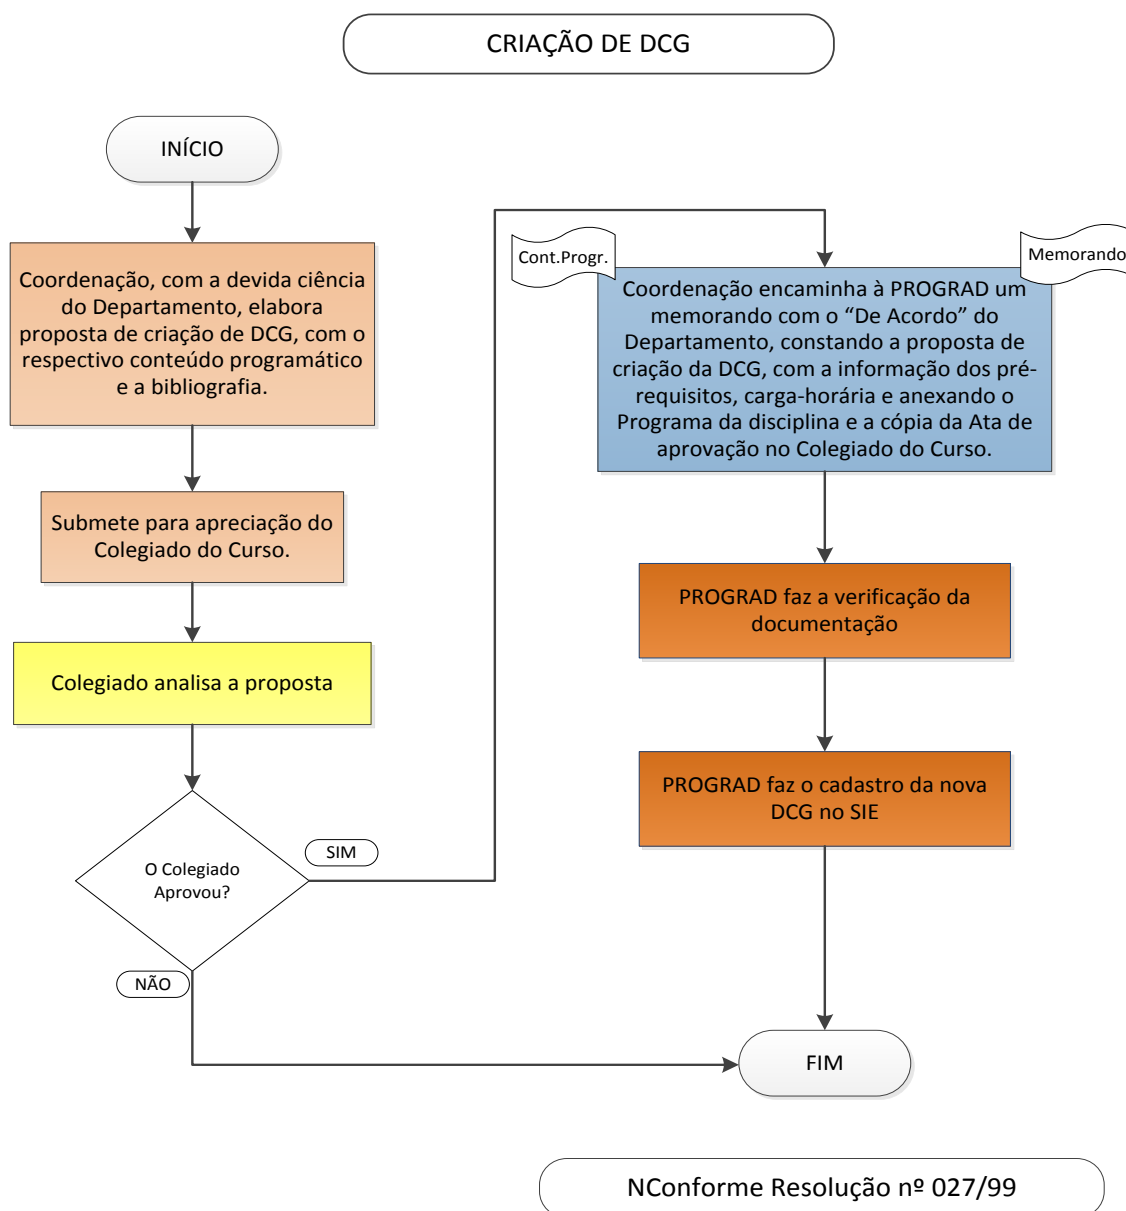 CRIAÇÃO DE DCG
INÍCIO
Coordenação, com a devida ciência
do Departamento, elabora
proposta de criação de DCG, com o
respectivo conteúdo programático
e a bibliografia.
Submete para apreciação do
Colegiado do Curso.
Colegiado analisa a proposta
O Colegiado
Aprovou?
SIM
NÃO
Cont.Progr.
Memorando
Coordenação encaminha à PROGRAD um
memorando com o “De Acordo” do
Departamento, constando a proposta de
criação da DCG, com a informação dos pré-
requisitos, carga-horária e anexando o
Programa da disciplina e a cópia da Ata de
aprovação no Colegiado do Curso.
PROGRAD faz a verificação da
documentação
PROGRAD faz o cadastro da nova
DCG no SIE
FIM
NConforme Resolução nº 027/99